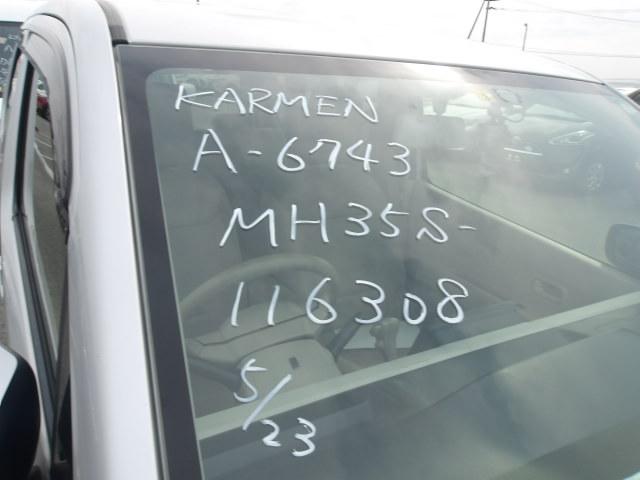 KARMEN
A-6743
MH35S-
116308
5/23